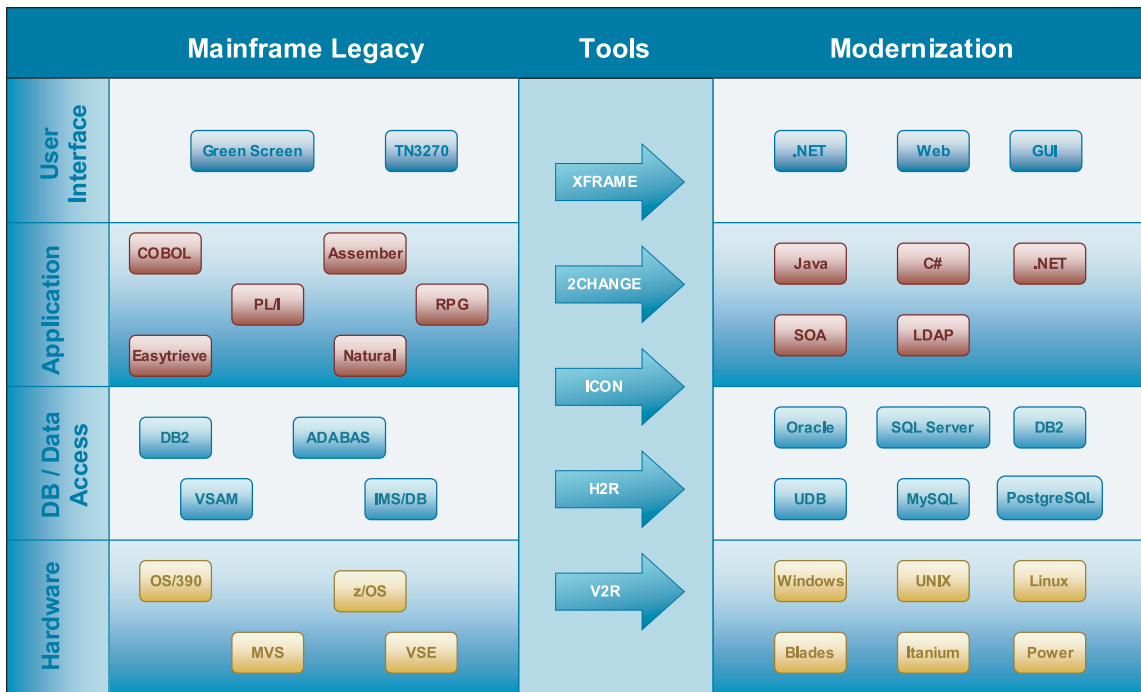 Mainframe Legacy
Tools
Modernization
User
Interface
Green Screen
TN3270
XFRAME
.NET
Web
GUI
Application
COBOL
Assember
PL/I
RPG
Easytrieve
Natural
2CHANGE
Java
C#
.NET
SOA
LDAP
ICON
DB / Data
Access
DB2
ADABAS
VSAM
IMS/DB
H2R
Oracle
SQL Server
DB2
UDB
MySQL
PostgreSQL
Hardware
OS/390
z/OS
MVS
VSE
V2R
Windows
UNIX
Linux
Blades
Itanium
Power